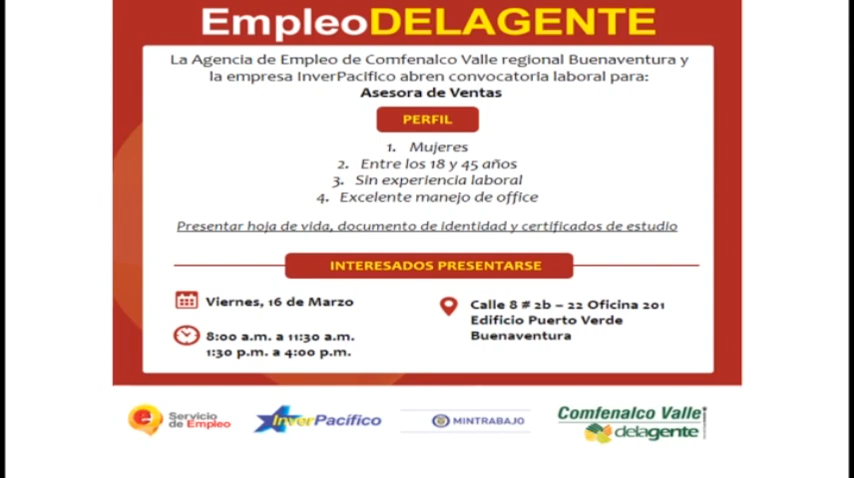 EmpleoDELAGENTE
La Agencia de Empleo de Comfenalco Valle regional Buenaventura y
la empresa InverPacífico abren convocatoria laboral para:
Asesora de Ventas
PERFIL
1. Mujeres
2. Entre los 18 y 45 años
3. Sin experiencia laboral
4. Excelente manejo de office
Presentar hoja de vida, documento de identidad y certificados de estudio
INTERESADOS PRESENTARSE
Viernes, 16 de Marzo
8:00 a.m. a 11:30 a.m.
1:30 p.m. a 4:00 p.m.
Calle 8 # 2b – 22 Oficina 201
Edificio Puerto Verde
Buenaventura
Servicio
de Empleo
InverPacífico
MINTRABAJO
Comfenalco Valle
delagente